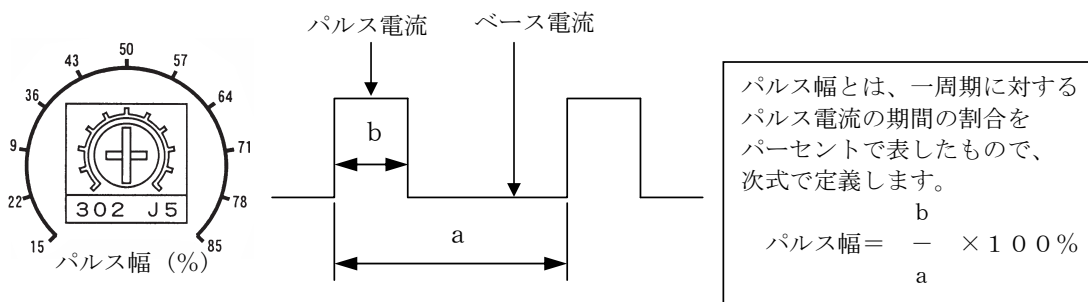 パルス電流
ベース電流
50
43
57
36
64
9
71
22
78
15
85
302 J5
パルス幅 (%)
b
a
パルス幅とは、一周期に対する
パルス電流の期間の割合を
パーセントで表したもので、
次式で定義します。
b
パルス幅= ― ×100%
a